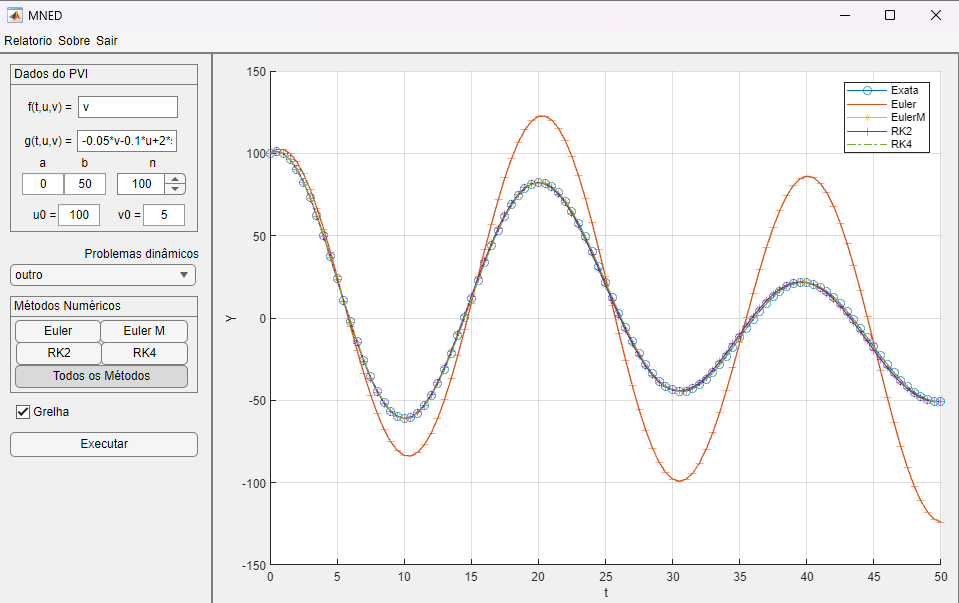 MNED
Relatorio Sobre Sair
Dados do PVI
f(t,u,v) = v
g(t,u,v) = -0.05*v-0.1*u+2*
a b n
0 50 100
u0 = 100 v0 = 5
Problemas dinâmicos
outro
Métodos Numéricos
Euler Euler M
RK2 RK4
Todos os Métodos
Grelha
Executar
150
100
50
0
-50
-100
-150
Y
0 5 10 15 20 25 30 35 40 45 50
t
Exata
Euler
EulerM
RK2
RK4